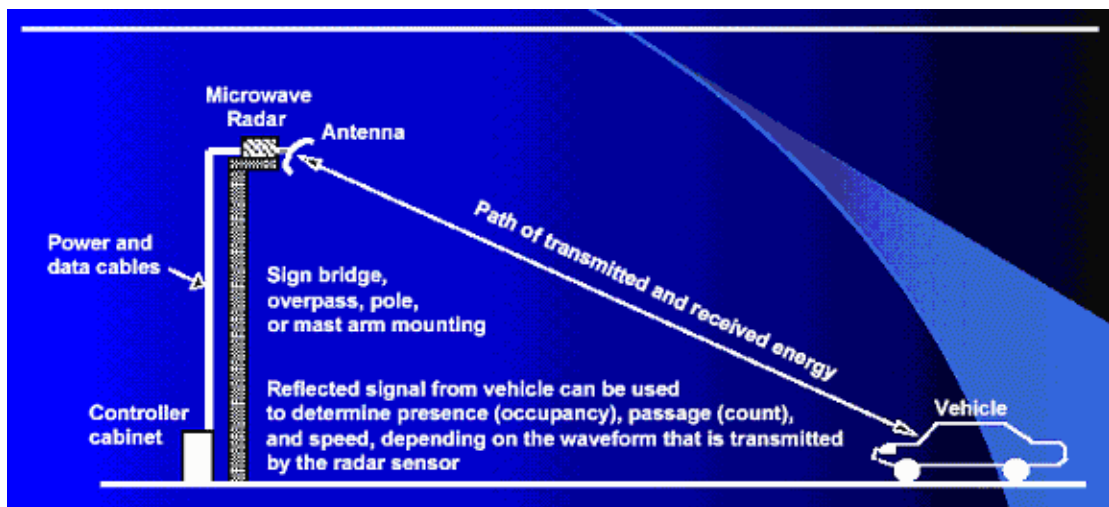 Microwave
Radar
Antenna
Path of transmitted and received energy
Power and
data cables
Sign bridge,
overpass, pole,
or mast arm mounting
Reflected signal from vehicle can be used
to determine presence (occupancy), passage (count),
and speed, depending on the waveform that is transmitted
by the radar sensor
Controller
cabinet
Vehicle